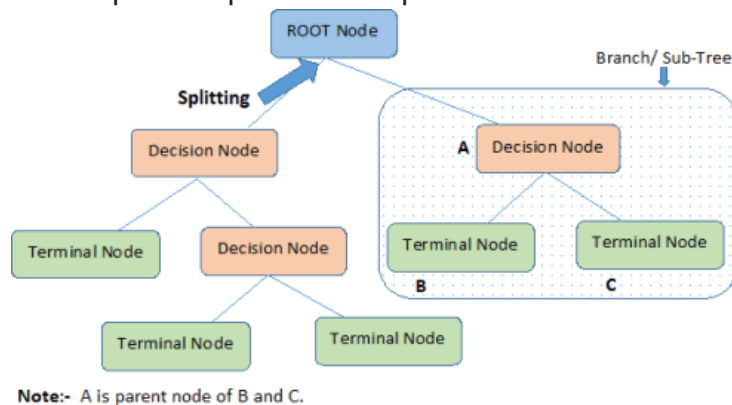 ROOT Node
Branch/ Sub-Tree
Splitting
Decision Node
A
Decision Node
Terminal Node
Decision Node
Terminal Node
Terminal Node
B
C
Terminal Node
Terminal Node
Note:- A is parent node of B and C.